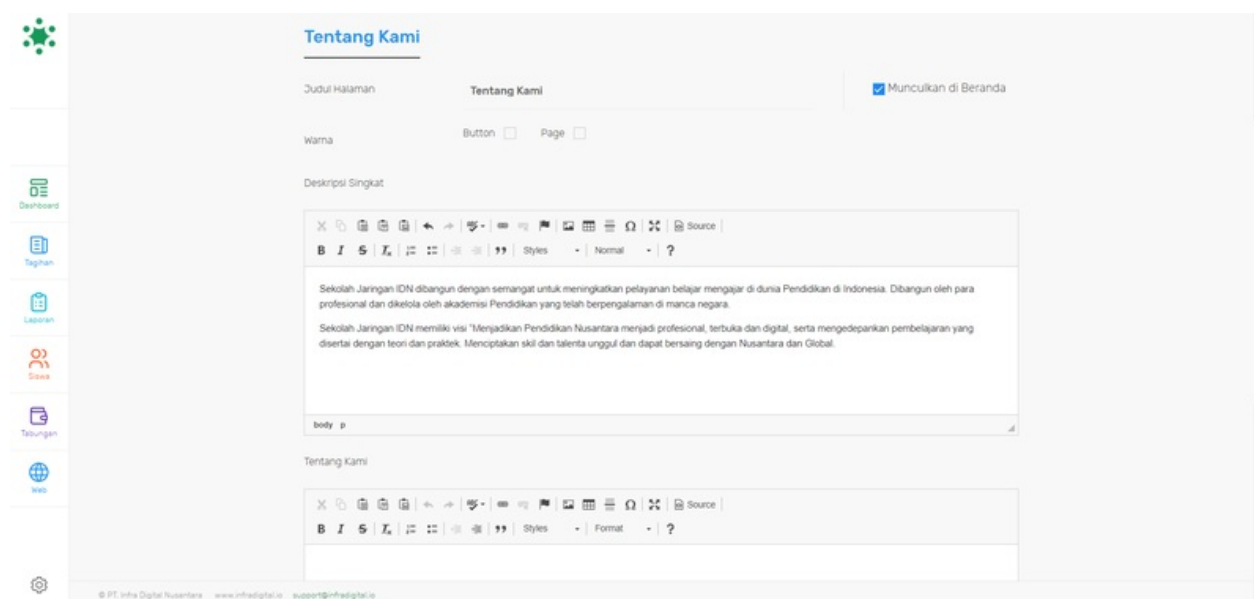 Tentang Kami
Judul Halaman
Tentang Kami
Munculkan di Beranda
Warna
Button
Page
Deskripsi Singkat
Source
B I S Ix Styles Normal ?
Sekolah Jaringan IDN dibangun dengan semangat untuk meningkatkan pelayanan belajar mengajar di dunia Pendidikan di Indonesia. Dibangun oleh para
profesional dan dikelola oleh akademisi Pendidikan yang telah berpengalaman di manca negara.
Sekolah Jaringan IDN memiliki visi "Menjadikan Pendidikan Nusantara menjadi profesional, terbuka dan digital, serta mengedepankan pembelajaran yang
disertai dengan teori dan praktek. Menciptakan skil dan talenta unggul dan dapat bersaing dengan Nusantara dan Global.
body p
Tentang Kami
Source
B I S Ix Styles Format ?
Dashboard
Tagihan
Laporan
Siswa
Tabungan
Web
© PT. Infra Digital Nusantara www.infradigital.io support@infradigital.io